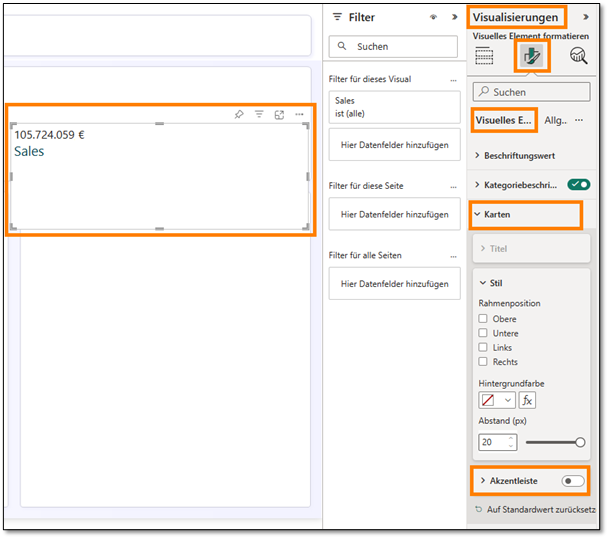 105.724.059 €
Sales
Filter
Suchen
Filter für dieses Visual
...
Sales
ist (alle)
Hier Datenfelder hinzufügen
Filter für diese Seite
...
Hier Datenfelder hinzufügen
Filter für alle Seiten
...
Hier Datenfelder hinzufügen
Visualisierungen
Visuelles Element formatieren
Suchen
Visuelles E...
Allg..
...
Beschriftungswert
Kategoriebeschri...
Karten
Titel
Stil
Rahmenposition
Obere
Untere
Links
Rechts
Hintergrundfarbe
fx
Abstand (px)
20
Akzentleiste
Auf Standardwert zurücksetze